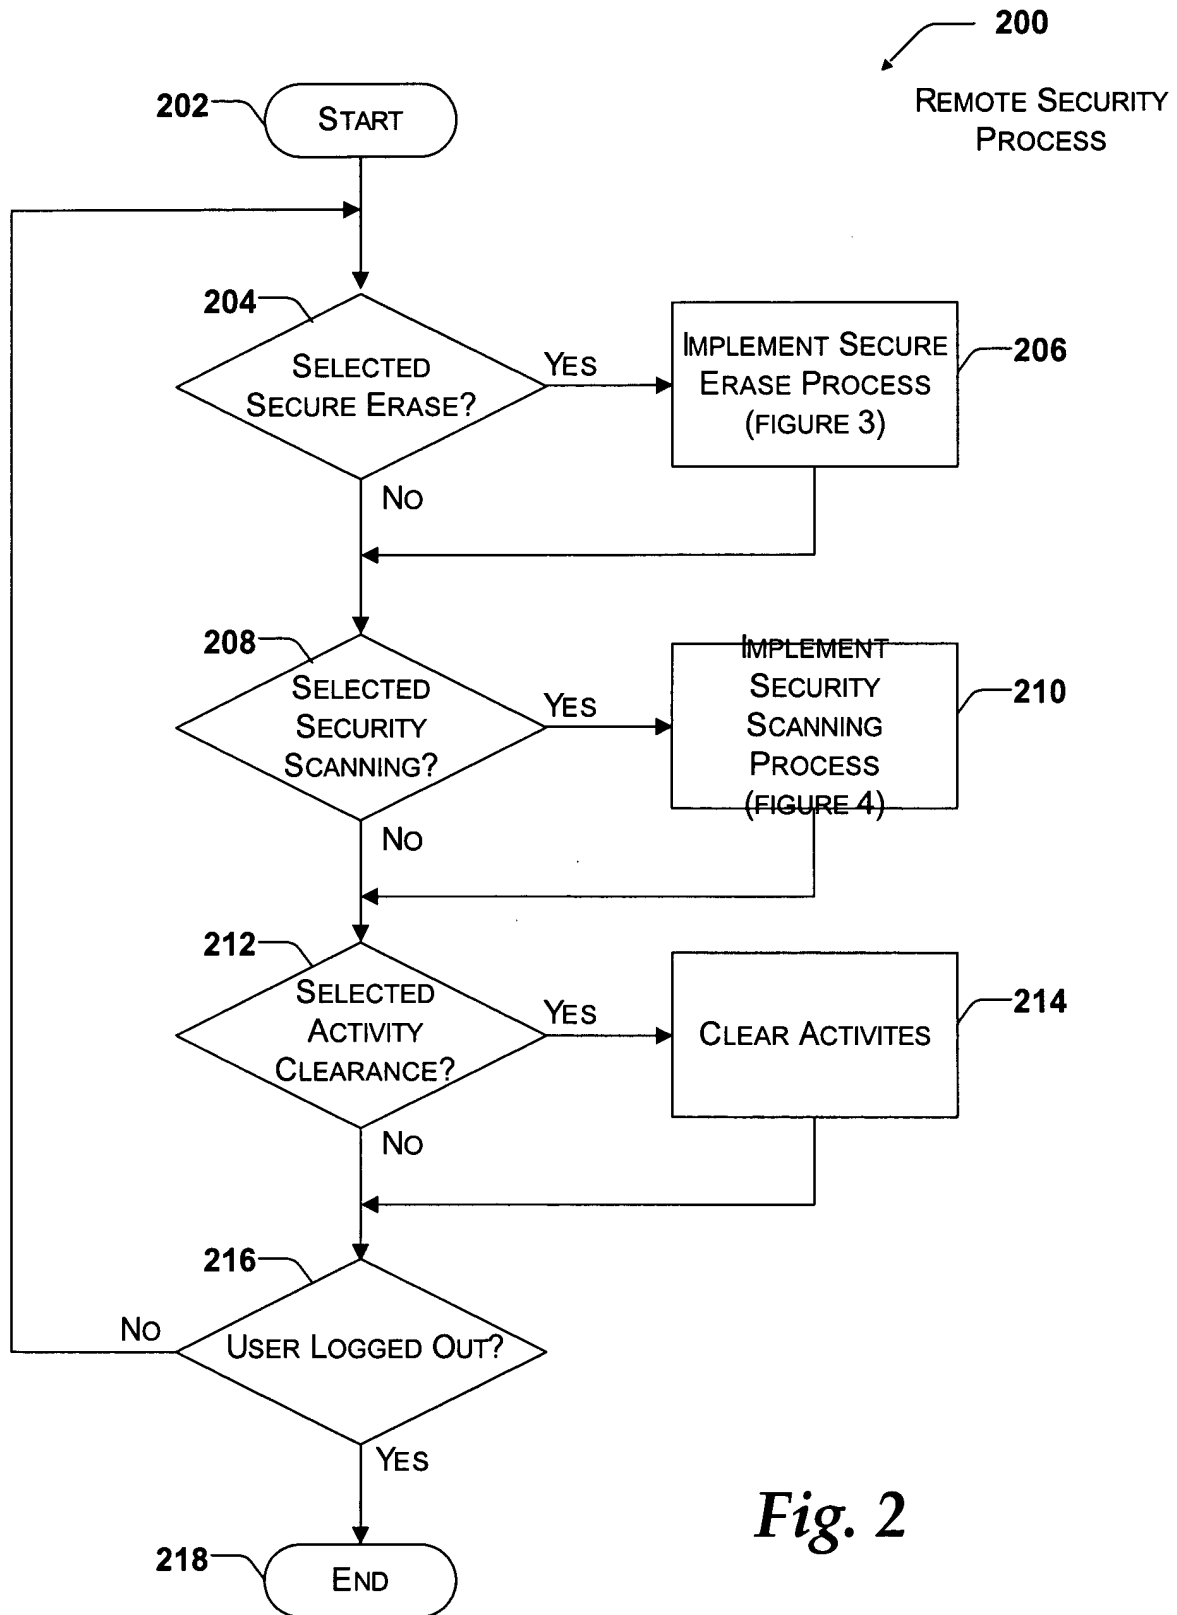 200
REMOTE SECURITY
PROCESS
202
START
204
SELECTED
SECURE ERASE?
YES
IMPLEMENT SECURE
ERASE PROCESS
(FIGURE 3)
206
NO
208
SELECTED
SECURITY
SCANNING?
YES
IMPLEMENT
SECURITY
SCANNING
PROCESS
(FIGURE 4)
210
NO
212
SELECTED
ACTIVITY
CLEARANCE?
YES
CLEAR ACTIVITES
214
NO
216
USER LOGGED OUT?
NO
YES
218
END
Fig. 2